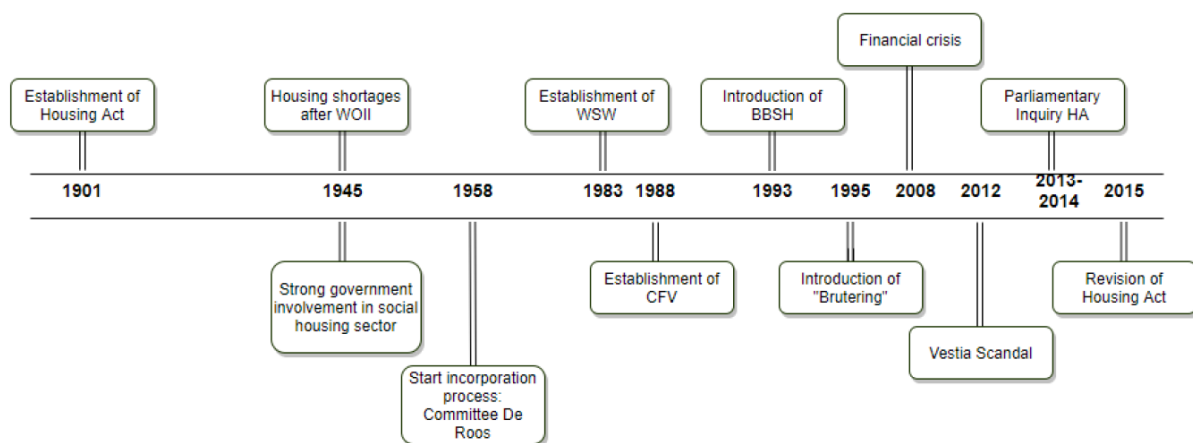 Financial crisis
Establishment of
Housing Act
Housing shortages
after WOII
Establishment of
WSW
Introduction of
BBSH
Parliamentary
Inquiry HA
1901
1945
1958
1983
1988
1993
1995
2008
2012
2013-
2014
2015
Strong government
involvement in social
housing sector
Establishment of
CFV
Introduction of
"Brutering"
Revision of
Housing Act
Vestia Scandal
Start incorporation
process:
Committee De
Roos